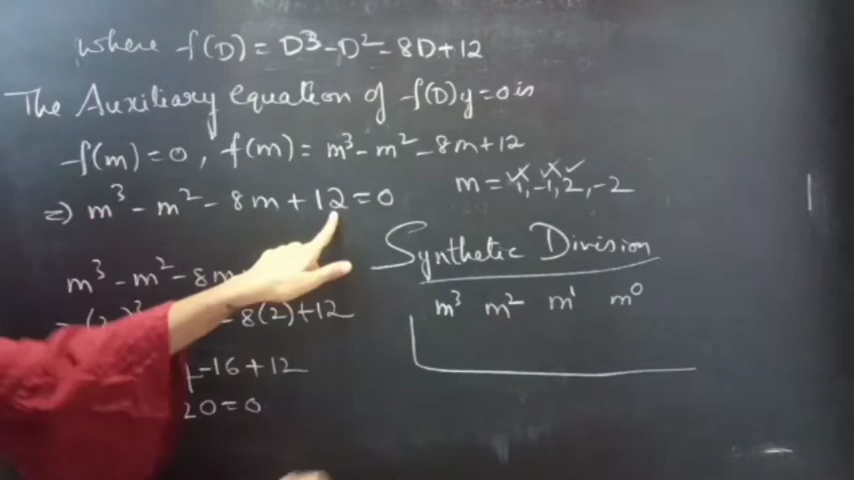 where f(D) = D³ - D² - 8D + 12
The Auxiliary equation of f(D)y = 0 is
f(m) = 0, f(m) = m³ - m² - 8m + 12
=> m³ - m² - 8m + 12 = 0
m = 1, -1, 2, -2
m³ - m² - 8m
- 8(2) + 12
- 16 + 12
20 = 0
Synthetic Division
m³ m² m¹ m⁰